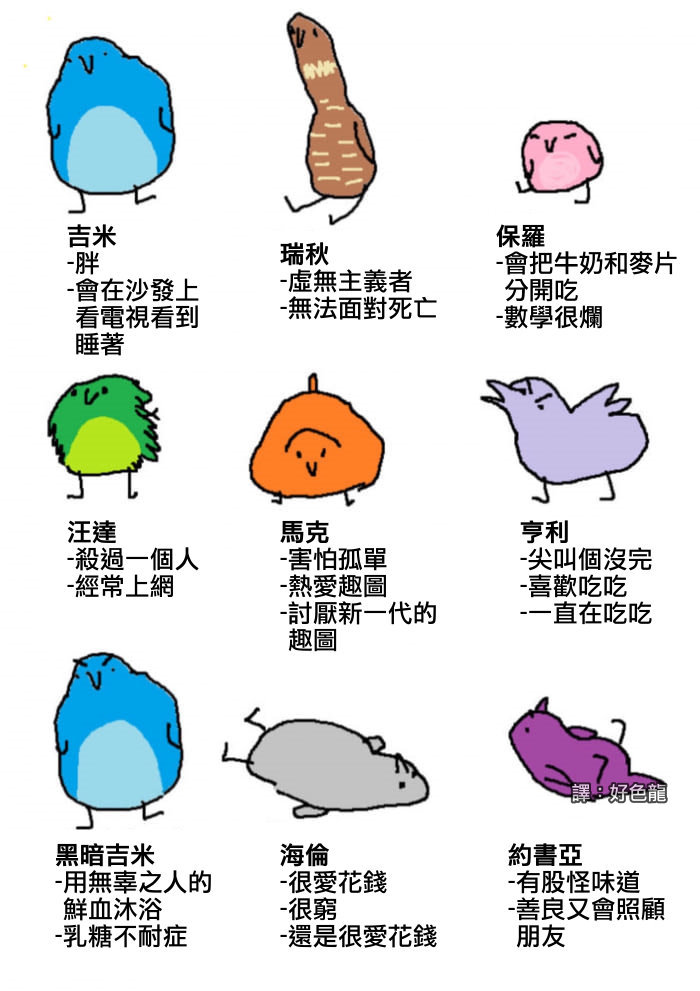 吉米
-胖
-會在沙發上
看電視看到
睡著
瑞秋
-虛無主義者
-無法面對死亡
保羅
-會把牛奶和麥片
分開吃
-數學很爛
汪達
-殺過一個人
-經常上網
馬克
-害怕孤單
-熱愛趣圖
-討厭新一代的
趣圖
亨利
-尖叫個沒完
-喜歡吃吃
-一直在吃吃
黑暗吉米
-用無辜之人的
鮮血沐浴
-乳糖不耐症
海倫
-很愛花錢
-很窮
-還是很愛花錢
譯：好色龍
約書亞
-有股怪味道
-善良又會照顧
朋友